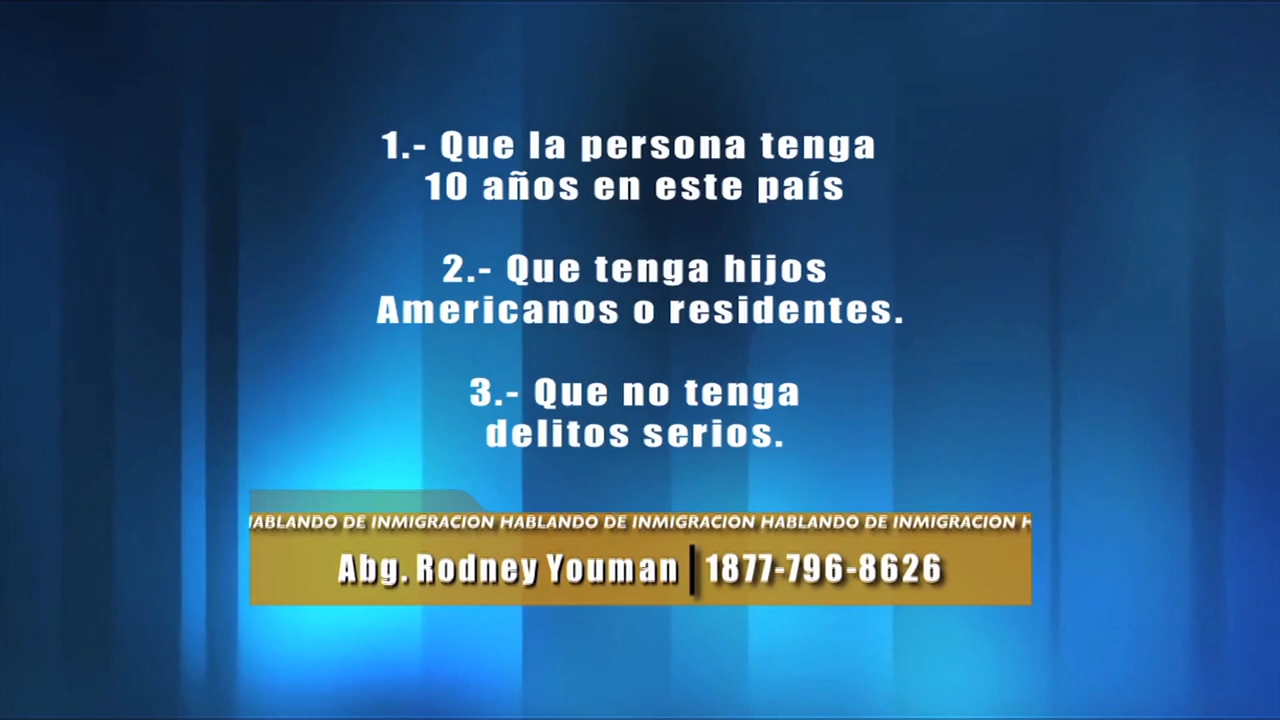 1.- Que la persona tenga
10 años en este país
2.- Que tenga hijos
Americanos o residentes.
3.- Que no tenga
delitos serios.
HABLANDO DE INMIGRACION HABLANDO DE INMIGRACION HABLANDO DE INMIGRACION H
Abg. Rodney Youman | 1877-796-8626